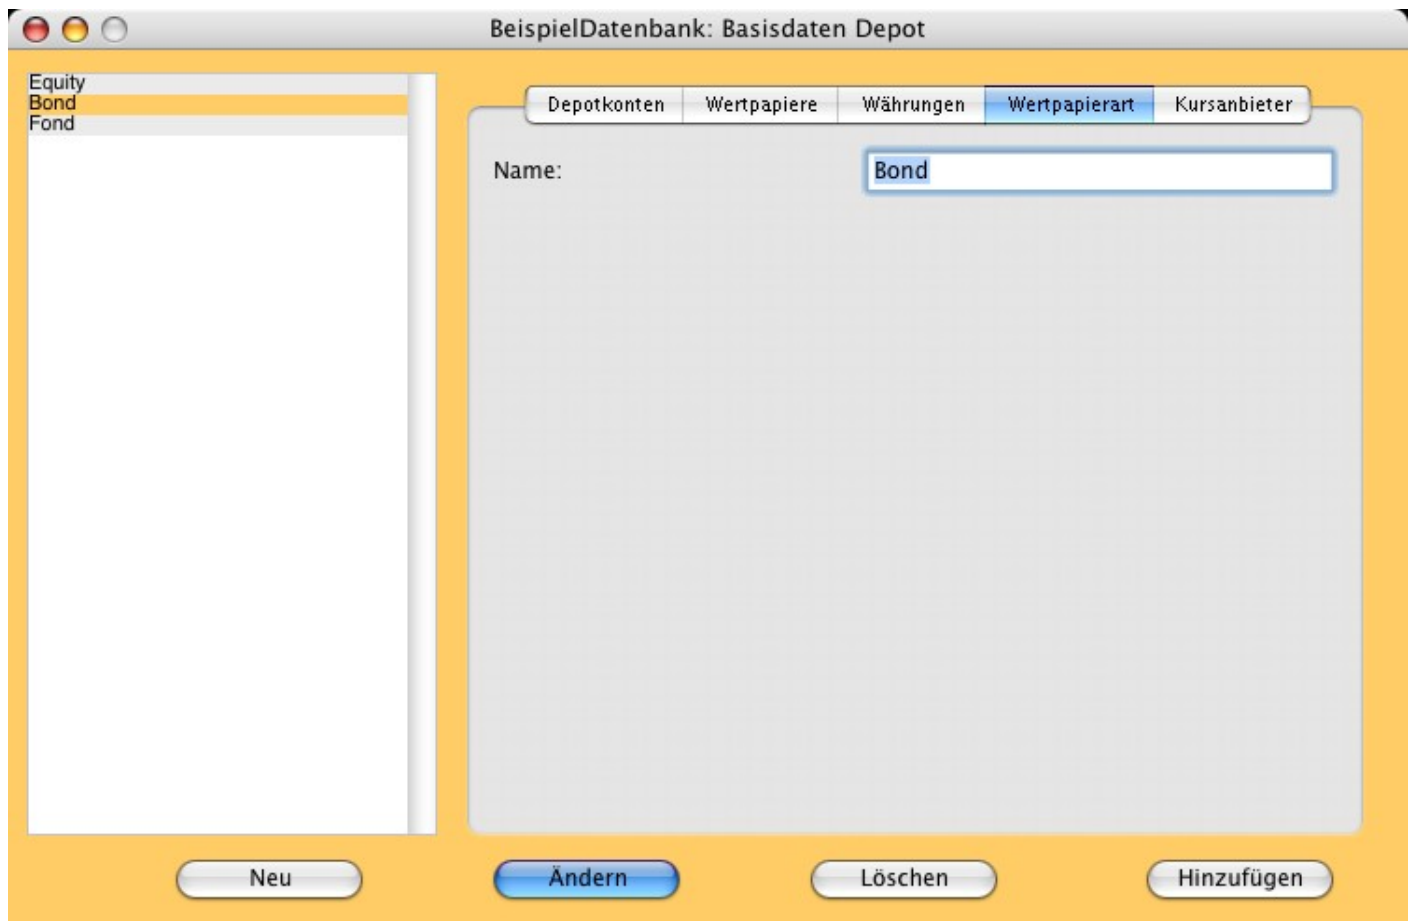 BeispielDatenbank: Basisdaten Depot
Equity
Bond
Fond
Depotkonten Wertpapiere Währungen Wertpapierart Kursanbieter
Name: Bond
Neu Ändern Löschen Hinzufügen